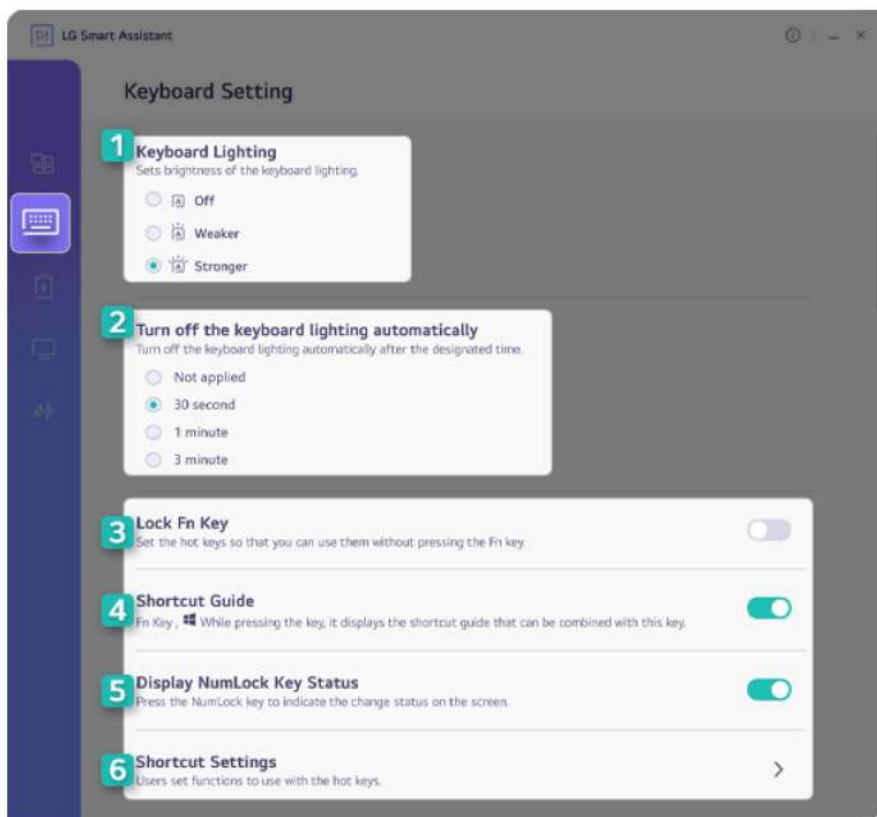 LG Smart Assistant
Keyboard Setting
1
Keyboard Lighting
Sets brightness of the keyboard lighting.
A Off
A Weaker
A Stronger
2
Turn off the keyboard lighting automatically
Turn off the keyboard lighting automatically after the designated time.
Not applied
30 second
1 minute
3 minute
3
Lock Fn Key
Set the hot keys so that you can use them without pressing the Fn key.
4
Shortcut Guide
Fn Key , While pressing the key, it displays the shortcut guide that can be combined with this key.
5
Display NumLock Key Status
Press the NumLock key to indicate the change status on the screen.
6
Shortcut Settings
Users set functions to use with the hot keys.